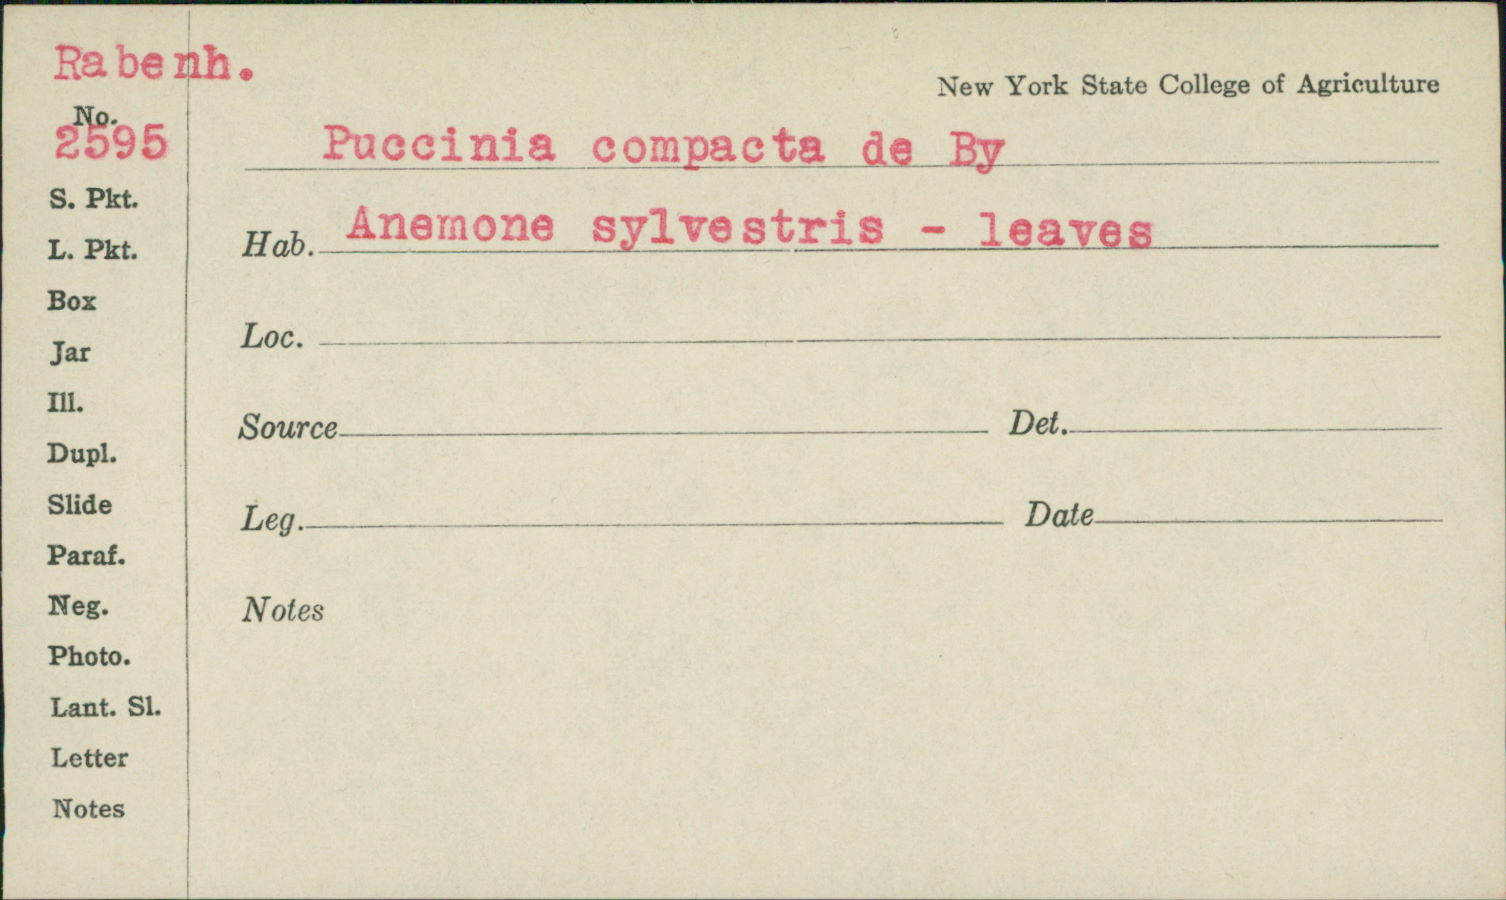 Rabenh.
New York State College of Agriculture
No.
2595
Puccinia compacta de By
S. Pkt.
Hab. Anemone sylvestris - leaves
L. Pkt.
Box
Loc.
Jar
Ill.
Source Det.
Dupl.
Slide
Leg. Date
Paraf.
Neg.
Notes
Photo.
Lant. Sl.
Letter
Notes